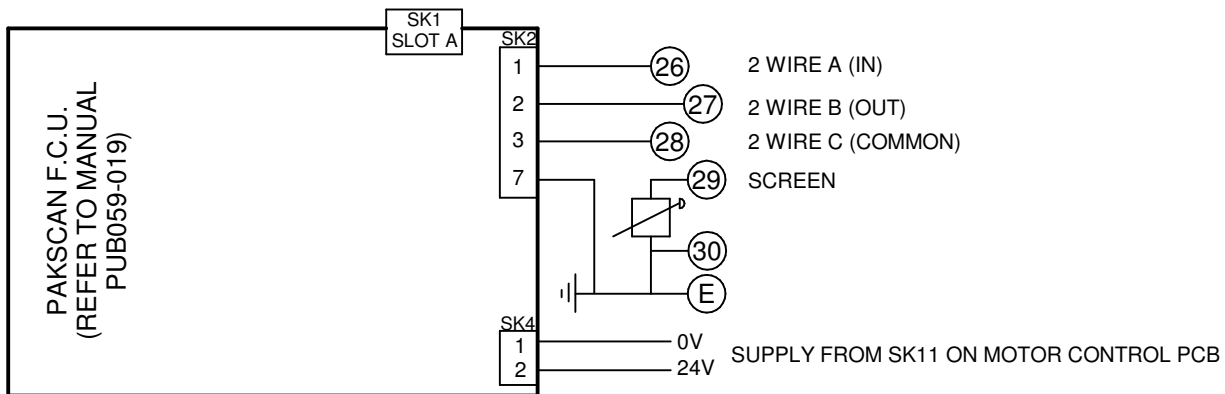 SK1
SLOT A
PAKSCAN F.C.U.
(REFER TO MANUAL
PUB059-019)
SK2
1
26
2 WIRE A (IN)
2
27
2 WIRE B (OUT)
3
28
2 WIRE C (COMMON)
7
29
SCREEN
30
E
SK4
1
0V
2
24V
SUPPLY FROM SK11 ON MOTOR CONTROL PCB